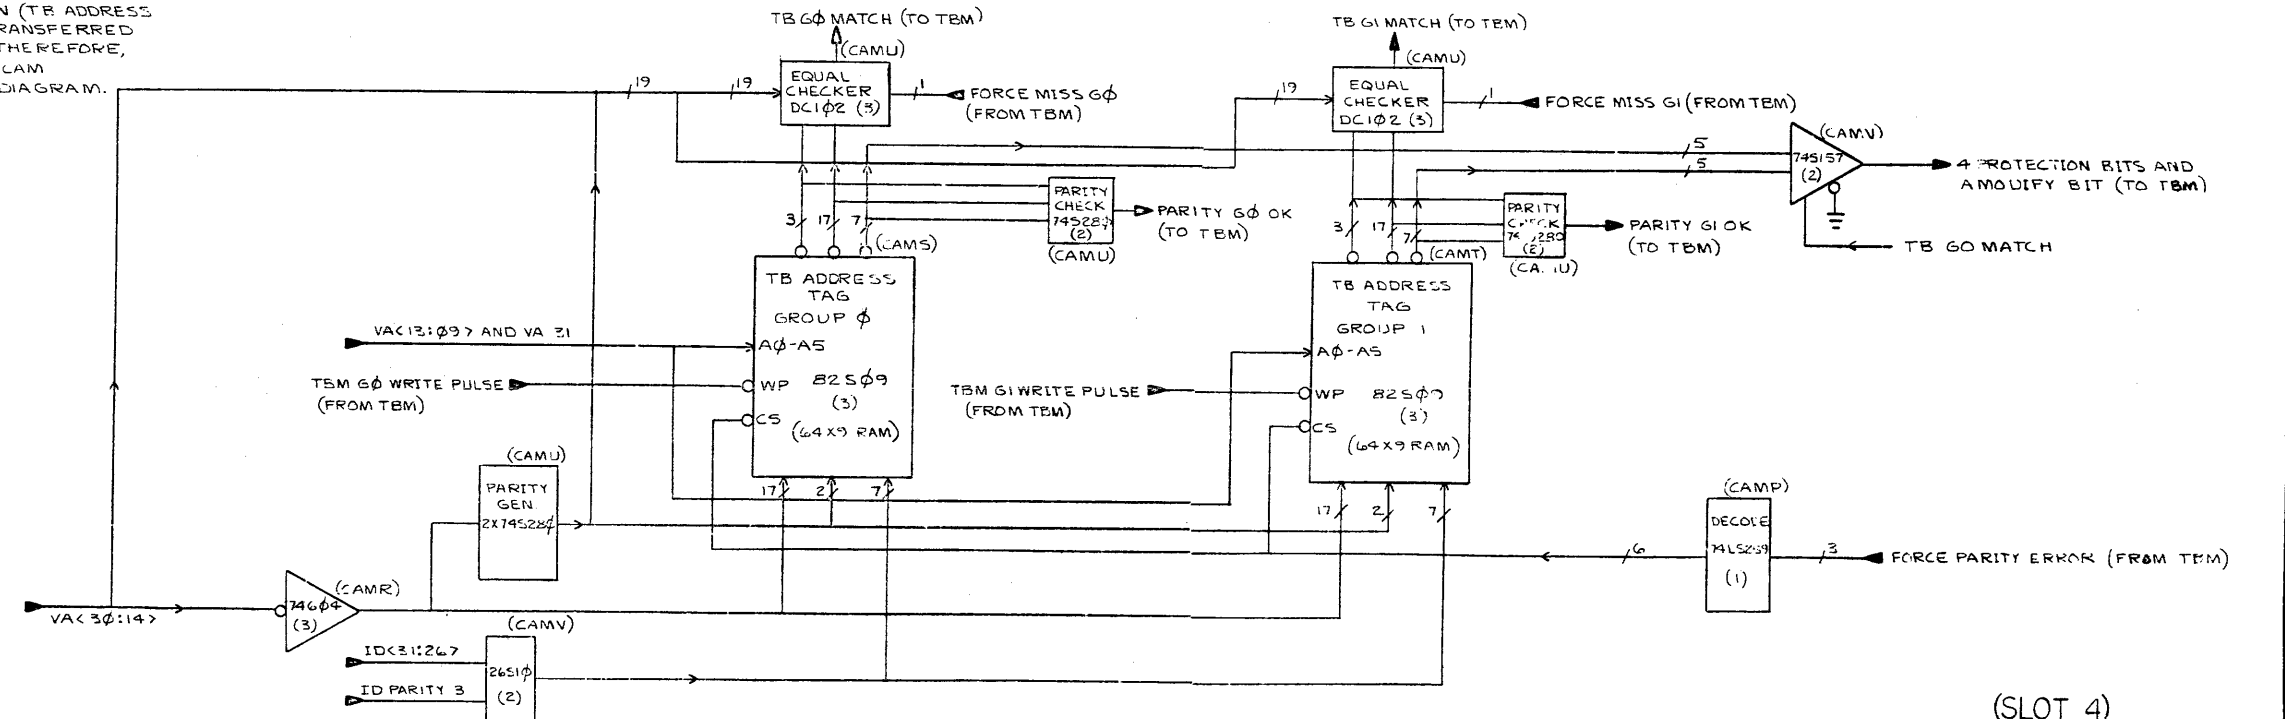 N (TB ADDRESS
RANSFERRED
THEREFORE,
CAM
DIAGRAM.
TB GØ MATCH (TO TBM)
(CAMU)
EQUAL
CHECKER
DC1Ø2 (3)
19
19
1
FORCE MISS GØ
(FROM TBM)
TB G1 MATCH (TO TBM)
(CAMU)
EQUAL
CHECKER
DC1Ø2 (3)
19
1
FORCE MISS G1 (FROM TBM)
5
5
(CAMV)
74S157
(2)
4 PROTECTION BITS AND
A MODIFY BIT (TO TBM)
TB GO MATCH
PARITY
CHECK
74S28Ø
(2)
(CAMU)
PARITY GØ OK
(TO TBM)
3
17
7
(CAMS)
PARITY
(2)
PARITY G1 OK
(TO TBM)
3
17
7
(CAMT)
TB ADDRESS
TAG
GROUP Ø
AØ-A5
WP
82SØ9
(3)
CS
(64X9 RAM)
TB ADDRESS
TAG
GROUP 1
AØ-A5
WP
82SØ9
(3)
CS
(64X9 RAM)
VA<13:Ø9> AND VA 31
TBM GØ WRITE PULSE
(FROM TBM)
TBM G1 WRITE PULSE
(FROM TBM)
17
2
7
17
2
7
(CAMU)
PARITY
GEN.
2X74S28Ø
(CAMP)
DECODE
74LS259
(1)
6
3
FORCE PARITY ERROR (FROM TBM)
VA<3Ø:14>
74SØ4
(3)
(CAMR)
(CAMV)
ID<31:26>
ID PARITY 3
26S1Ø
(2)
(SLOT 4)